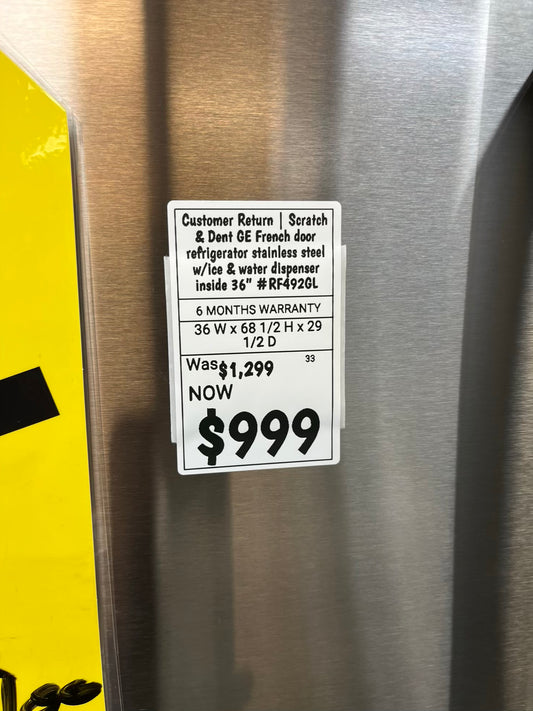 Customer Return | Scratch
& Dent GE French door
refrigerator stainless steel
w/ice & water dispenser
inside 36" #RF492GL
6 MONTHS WARRANTY
36 W x 68 1/2 H x 29
1/2 D
Was $1,299 33
NOW
$999